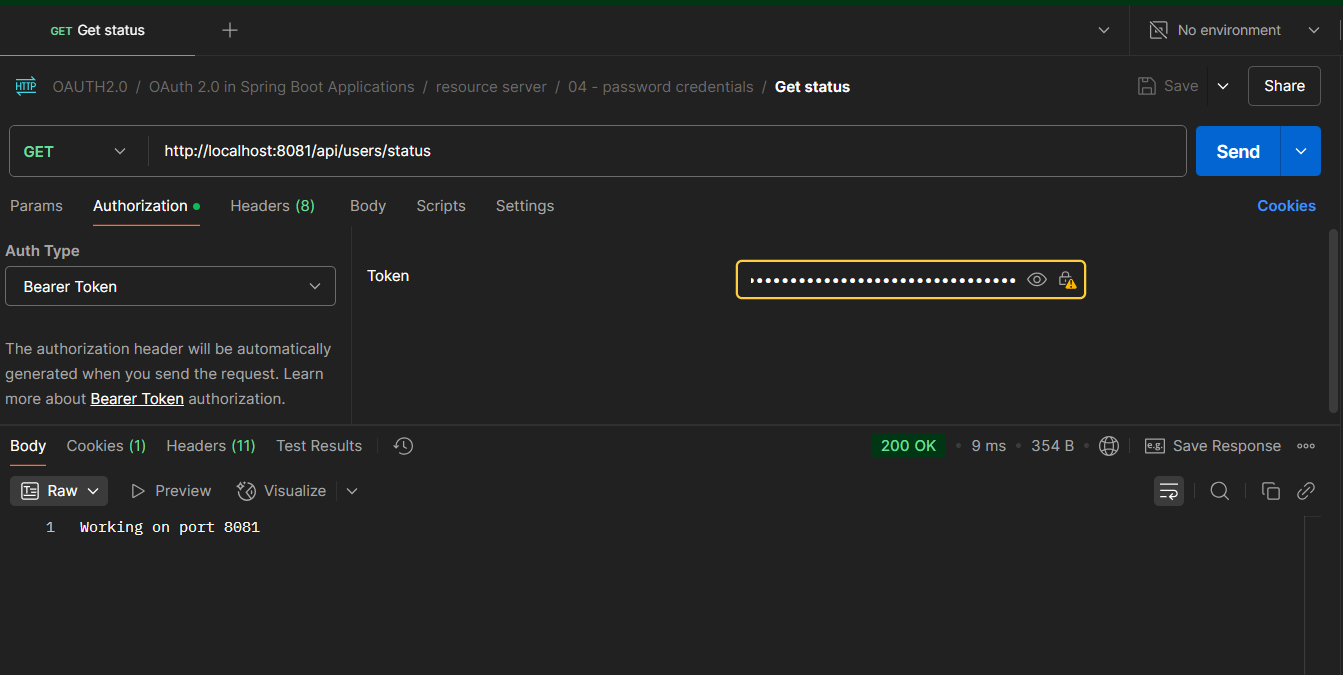 GET Get status
No environment
HTTP OAUTH2.0 / OAuth 2.0 in Spring Boot Applications / resource server / 04 - password credentials / Get status
Save
Share
GET http://localhost:8081/api/users/status
Send
Params Authorization Headers (8) Body Scripts Settings
Cookies
Auth Type
Bearer Token
Token
The authorization header will be automatically
generated when you send the request. Learn
more about Bearer Token authorization.
Body Cookies (1) Headers (11) Test Results
200 OK • 9 ms • 354 B •
e.g. Save Response
Raw Preview Visualize
1 Working on port 8081